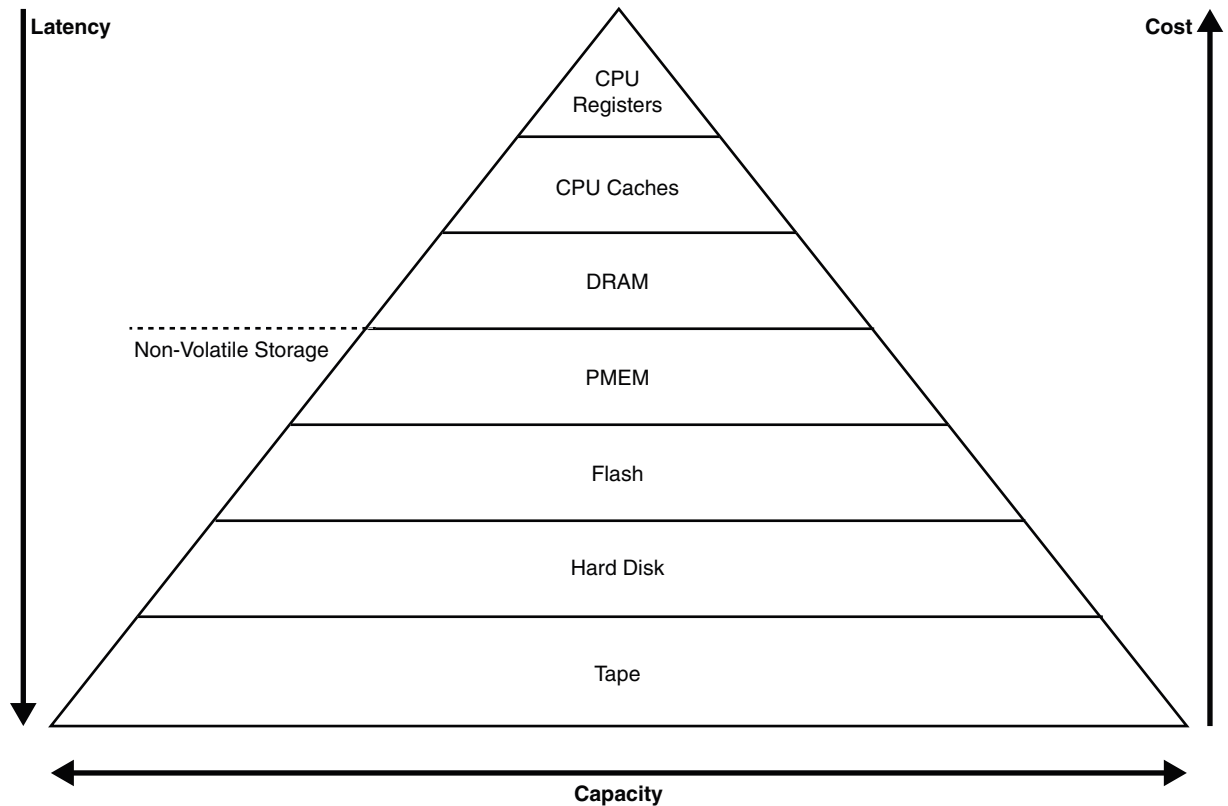 Latency
Cost
CPU
Registers
CPU Caches
DRAM
Non-Volatile Storage
PMEM
Flash
Hard Disk
Tape
Capacity